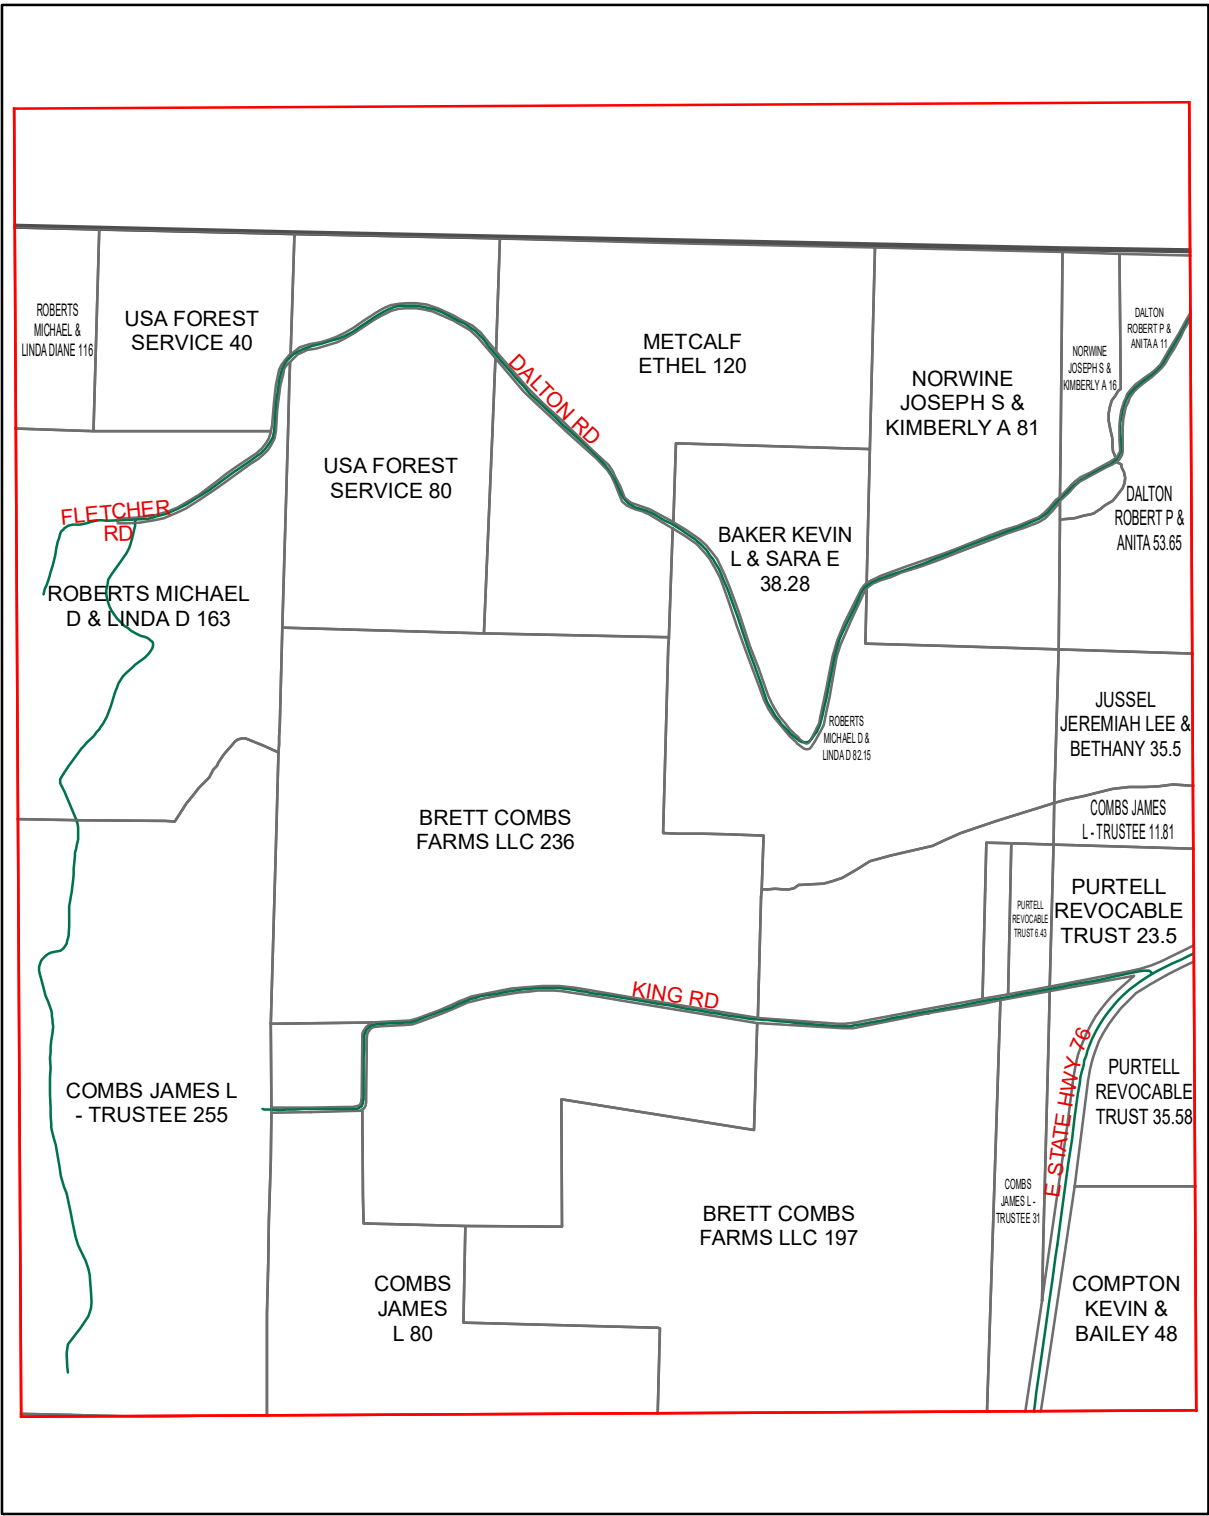 ROBERTS
MICHAEL &
LINDA DIANE 116
USA FOREST
SERVICE 40
METCALF
ETHEL 120
DALTON
ROBERT P &
ANITA A 11
NORWINE
JOSEPH S &
KIMBERLY A 16
NORWINE
JOSEPH S &
KIMBERLY A 81
DALTON RD
USA FOREST
SERVICE 80
FLETCHER
RD
BAKER KEVIN
L & SARA E
38.28
DALTON
ROBERT P &
ANITA 53.65
ROBERTS MICHAEL
D & LINDA D 163
ROBERTS
MICHAEL D &
LINDA D 82.15
JUSSEL
JEREMIAH LEE &
BETHANY 35.5
BRETT COMBS
FARMS LLC 236
COMBS JAMES
L - TRUSTEE 11.81
PURTELL
REVOCABLE
TRUST 6.43
PURTELL
REVOCABLE
TRUST 23.5
KING RD
COMBS JAMES L
- TRUSTEE 255
E STATE HWY 76
PURTELL
REVOCABLE
TRUST 35.58
COMBS
JAMES L -
TRUSTEE 31
BRETT COMBS
FARMS LLC 197
COMBS
JAMES
L 80
COMPTON
KEVIN &
BAILEY 48